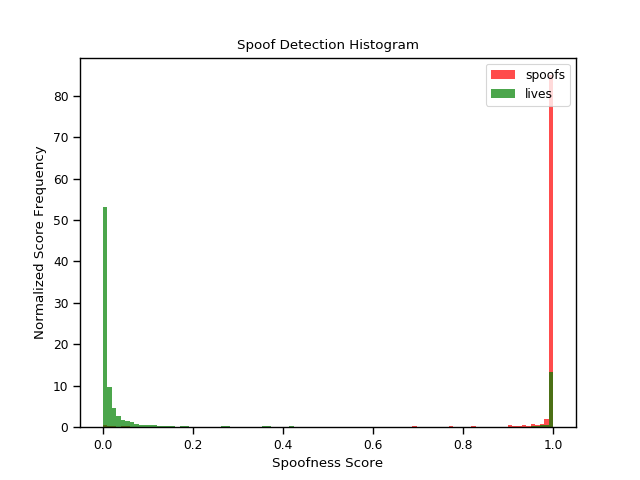 Spoof Detection Histogram
spoofs
lives
Normalized Score Frequency
80
70
60
50
40
30
20
10
0
0.0 0.2 0.4 0.6 0.8 1.0
Spoofness Score